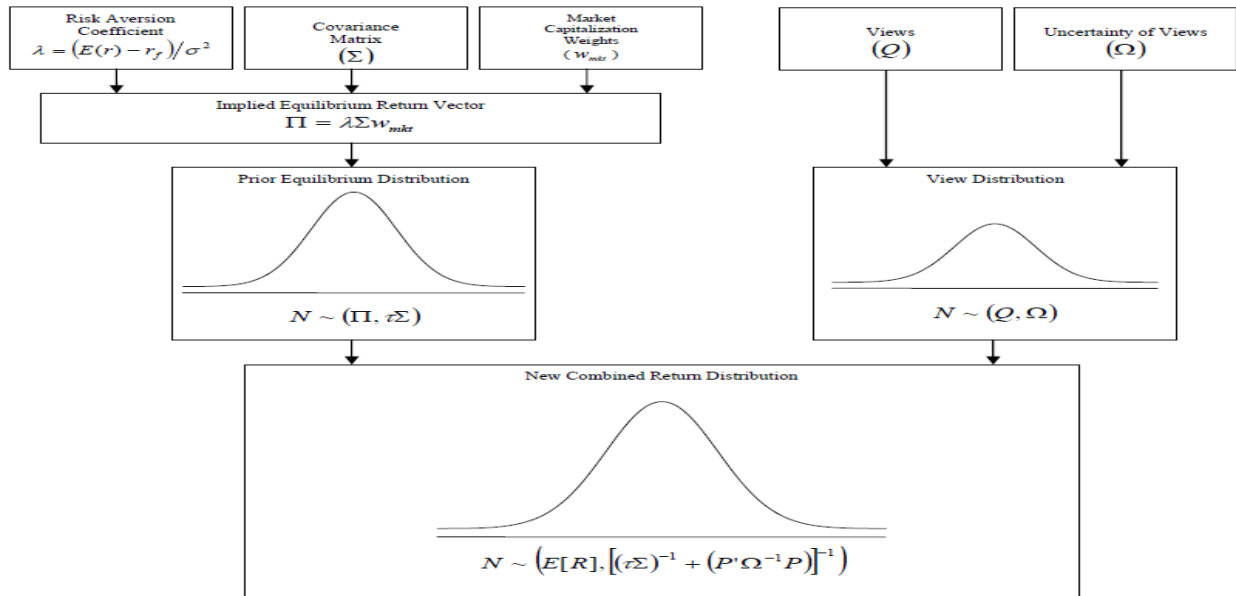 Risk Aversion
Coefficient
λ = (E(r) − r_f)/σ²
Covariance
Matrix
(Σ)
Market
Capitalization
Weights
(w_mkt)
Views
(Q)
Uncertainty of Views
(Ω)
Implied Equilibrium Return Vector
Π = λΣw_mkt
Prior Equilibrium Distribution
N ~ (Π, τΣ)
View Distribution
N ~ (Q, Ω)
New Combined Return Distribution
N ~ (E[R], [(τΣ)⁻¹ + (P'Ω⁻¹P)]⁻¹)